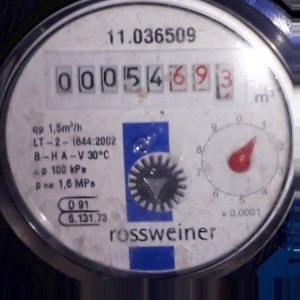 11.036509
00054693
m³
qp 1,5m³/h
LT-2-1644:2002
B-H A-V 30°C
Δp 100 kPa
p max 1,6 MPa
D 91
6.131.73
0
1
2
3
4
5
6
7
8
9
x 0.0001
rossweiner